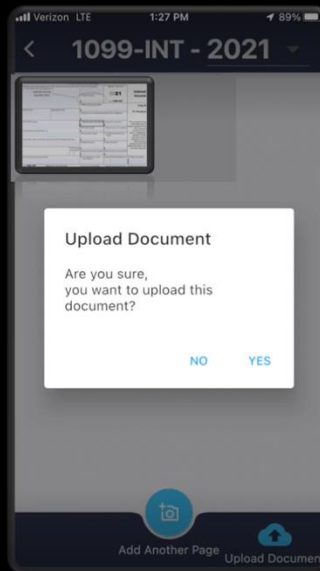 Verizon LTE 1:27 PM 89%
1099-INT - 2021
Upload Document
Are you sure,
you want to upload this
document?
NO YES
Add Another Page
Upload Documen